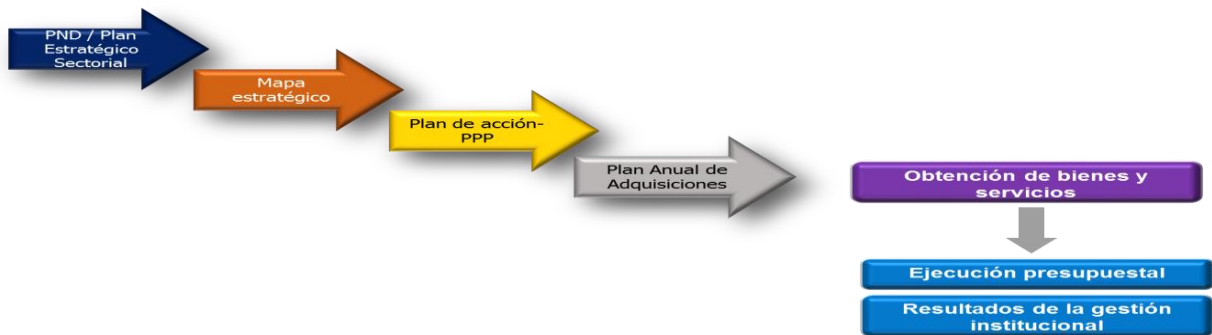 PND / Plan
Estratégico
Sectorial
Mapa
estratégico
Plan de acción-
PPP
Plan Anual de
Adquisiciones
Obtención de bienes y
servicios
Ejecución presupuestal
Resultados de la gestión
institucional